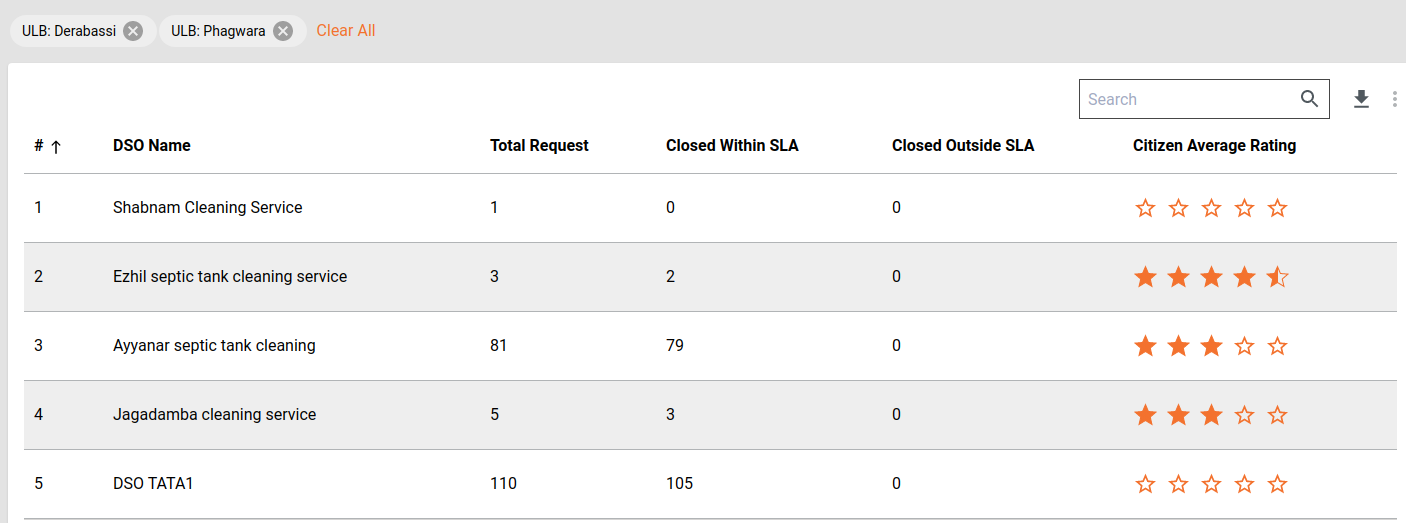 ULB: Derabassi ULB: Phagwara Clear All
Search
# DSO Name Total Request Closed Within SLA Closed Outside SLA Citizen Average Rating
1 Shabnam Cleaning Service 1 0 0
2 Ezhil septic tank cleaning service 3 2 0
3 Ayyanar septic tank cleaning 81 79 0
4 Jagadamba cleaning service 5 3 0
5 DSO TATA1 110 105 0